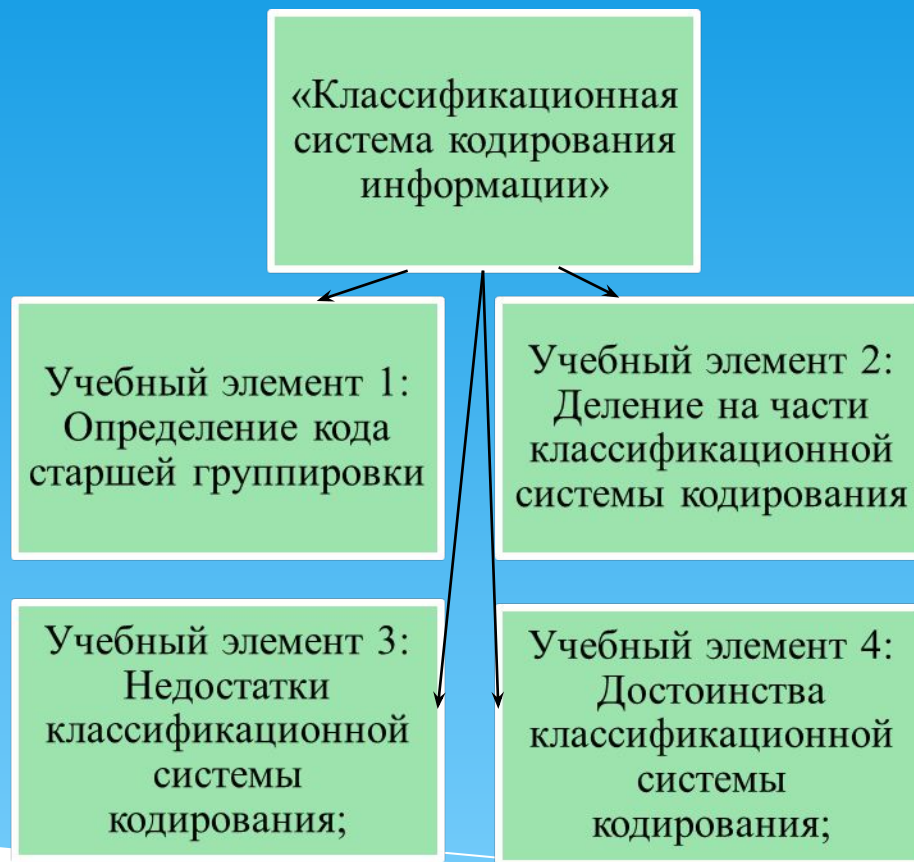 «Классификационная
система кодирования
информации»
Учебный элемент 1:
Определение кода
старшей группировки
Учебный элемент 2:
Деление на части
классификационной
системы кодирования
Учебный элемент 3:
Недостатки
классификационной
системы
кодирования;
Учебный элемент 4:
Достоинства
классификационной
системы
кодирования;